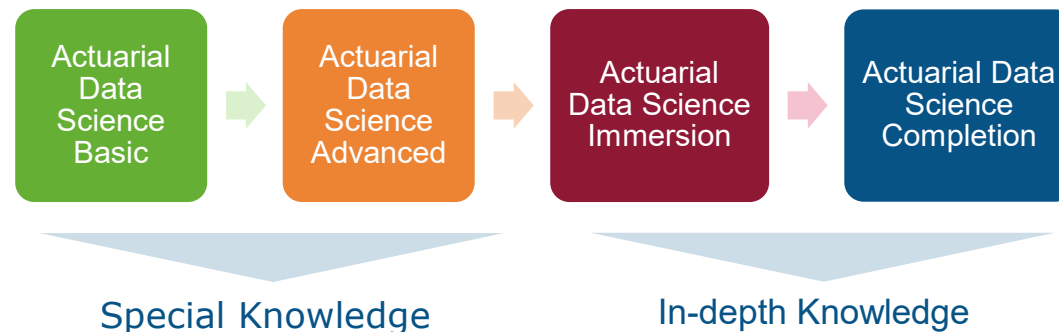 Actuarial
Data
Science
Basic
Actuarial
Data
Science
Advanced
Actuarial
Data Science
Immersion
Actuarial Data
Science
Completion
Special Knowledge
In-depth Knowledge